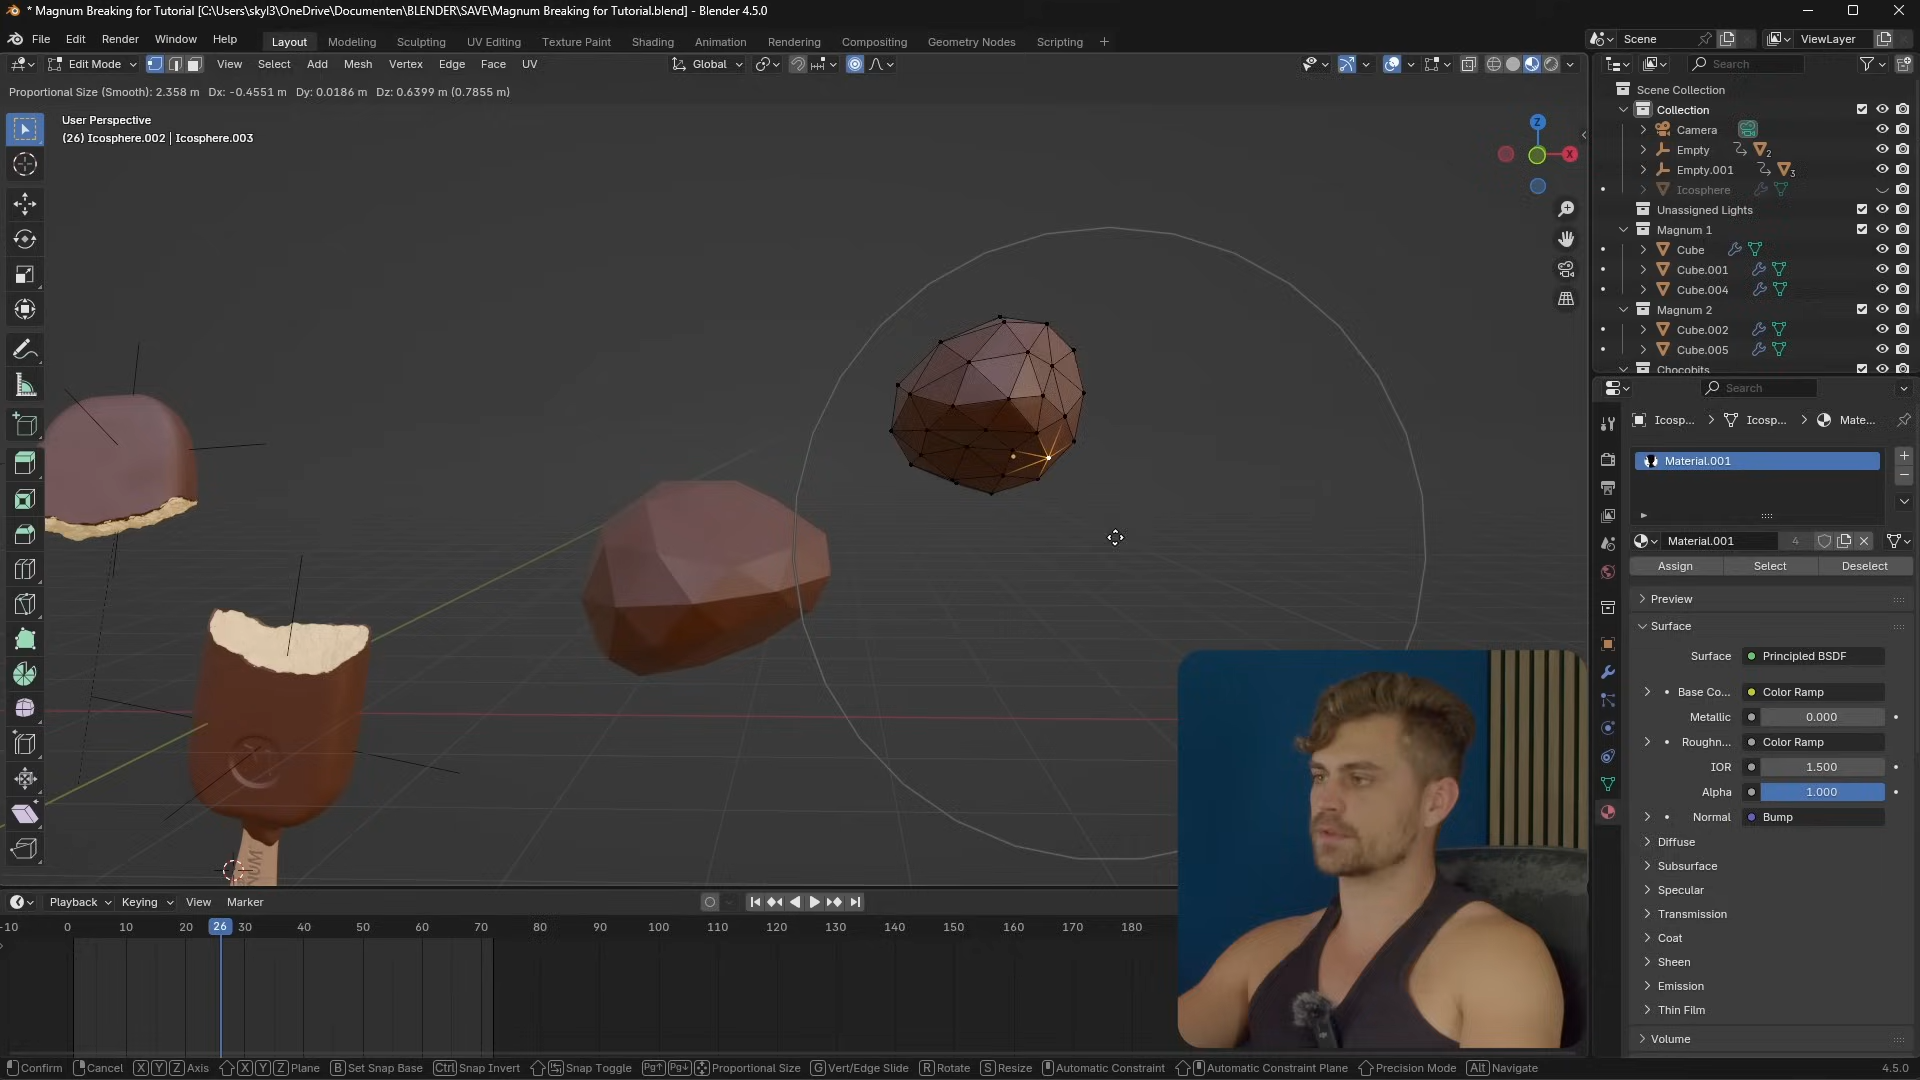 * Magnum Breaking for Tutorial [C:\Users\skyl3\OneDrive\Documenten\BLENDER\SAVE\Magnum Breaking for Tutorial.blend] - Blender 4.5.0
File Edit Render Window Help
Layout Modeling Sculpting UV Editing Texture Paint Shading Animation Rendering Compositing Geometry Nodes Scripting +
Scene ViewLayer
Edit Mode View Select Add Mesh Vertex Edge Face UV Global
Search
Proportional Size (Smooth): 2.358 m Dx: -0.4551 m Dy: 0.0186 m Dz: 0.6399 m (0.7855 m)
User Perspective
(26) Icosphere.002 | Icosphere.003
Z
X
Scene Collection
Collection
Camera
Empty 2
Empty.001 3
Icosphere
Unassigned Lights
Magnum 1
Cube
Cube.001
Cube.004
Magnum 2
Cube.002
Cube.005
Chocobits
Search
Icosp... > Icosp... > Mate...
Material.001
Material.001 4
Assign Select Deselect
Preview
Surface
Surface Principled BSDF
Base Co... Color Ramp
Metallic 0.000
Roughn... Color Ramp
IOR 1.500
Alpha 1.000
Normal Bump
Diffuse
Subsurface
Specular
Transmission
Coat
Sheen
Emission
Thin Film
Volume
NUM
Playback Keying View Marker
-10 0 10 20 26 30 40 50 60 70 80 90 100 110 120 130 140 150 160 170 180
Confirm Cancel X Y Z Axis X Y Z Plane B Set Snap Base Ctrl Snap Invert Snap Toggle Pg↑ Pg↓ Proportional Size G Vert/Edge Slide R Rotate S Resize Automatic Constraint Automatic Constraint Plane Precision Mode Alt Navigate 4.5.0